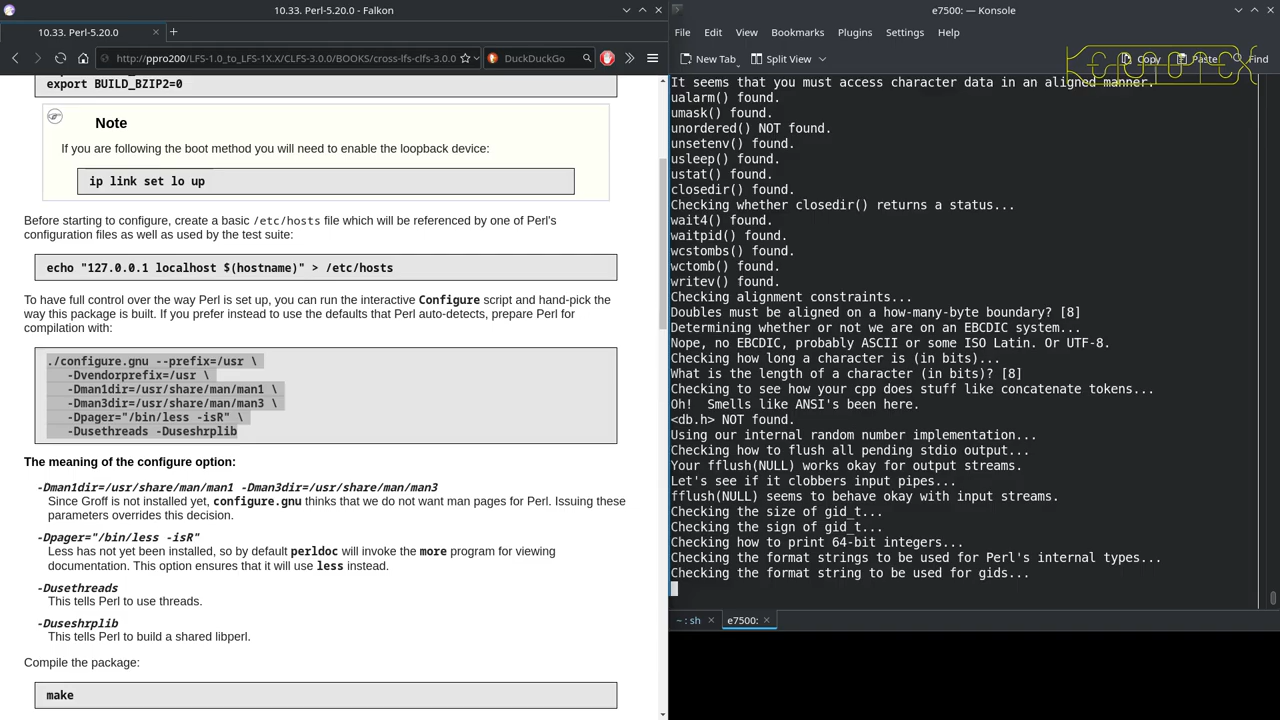 10.33. Perl-5.20.0 - Falkon
10.33. Perl-5.20.0
http://ppro200/LFS-1.0_to_LFS-1X.X/CLFS-3.0.0/BOOKS/cross-lfs-clfs-3.0.0
DuckDuckGo
export BUILD_BZIP2=0
Note
If you are following the boot method you will need to enable the loopback device:
ip link set lo up
Before starting to configure, create a basic /etc/hosts file which will be referenced by one of Perl's
configuration files as well as used by the test suite:
echo "127.0.0.1 localhost $(hostname)" > /etc/hosts
To have full control over the way Perl is set up, you can run the interactive Configure script and hand-pick the
way this package is built. If you prefer instead to use the defaults that Perl auto-detects, prepare Perl for
compilation with:
./configure.gnu --prefix=/usr \
-Dvendorprefix=/usr \
-Dman1dir=/usr/share/man/man1 \
-Dman3dir=/usr/share/man/man3 \
-Dpager="/bin/less -isR" \
-Dusethreads -Duseshrplib
The meaning of the configure option:
-Dman1dir=/usr/share/man/man1 -Dman3dir=/usr/share/man/man3
Since Groff is not installed yet, configure.gnu thinks that we do not want man pages for Perl. Issuing these
parameters overrides this decision.
-Dpager="/bin/less -isR"
Less has not yet been installed, so by default perldoc will invoke the more program for viewing
documentation. This option ensures that it will use less instead.
-Dusethreads
This tells Perl to use threads.
-Duseshrplib
This tells Perl to build a shared libperl.
Compile the package:
make
e7500: — Konsole
File Edit View Bookmarks Plugins Settings Help
New Tab Split View Copy Paste Find
It seems that you must access character data in an aligned manner.
ualarm() found.
umask() found.
unordered() NOT found.
unsetenv() found.
usleep() found.
ustat() found.
closedir() found.
Checking whether closedir() returns a status...
wait4() found.
waitpid() found.
wcstombs() found.
wctomb() found.
writev() found.
Checking alignment constraints...
Doubles must be aligned on a how-many-byte boundary? [8]
Determining whether or not we are on an EBCDIC system...
Nope, no EBCDIC, probably ASCII or some ISO Latin. Or UTF-8.
Checking how long a character is (in bits)...
What is the length of a character (in bits)? [8]
Checking to see how your cpp does stuff like concatenate tokens...
Oh!  Smells like ANSI's been here.
<db.h> NOT found.
Using our internal random number implementation...
Checking how to flush all pending stdio output...
Your fflush(NULL) works okay for output streams.
Let's see if it clobbers input pipes...
fflush(NULL) seems to behave okay with input streams.
Checking the size of gid_t...
Checking the sign of gid_t...
Checking how to print 64-bit integers...
Checking the format strings to be used for Perl's internal types...
Checking the format string to be used for gids...
~ : sh
e7500: